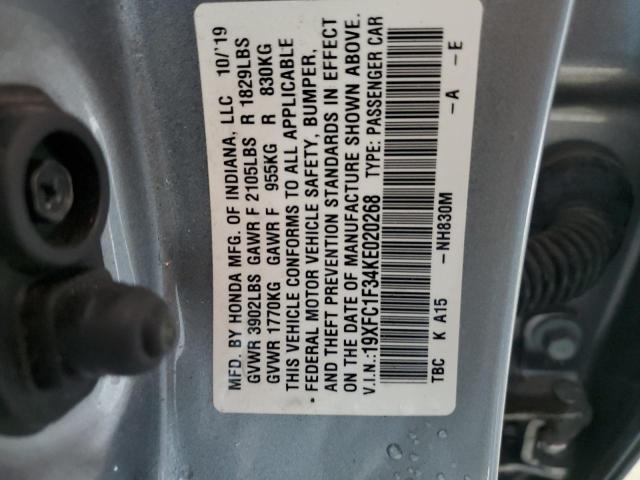 MFD. BY HONDA MFG. OF INDIANA, LLC 10/'19
GVWR 3902LBS GAWR F 2105LBS R 1829LBS
GVWR 1770KG GAWR F 955KG R 830KG
THIS VEHICLE CONFORMS TO ALL APPLICABLE
FEDERAL MOTOR VEHICLE SAFETY, BUMPER,
AND THEFT PREVENTION STANDARDS IN EFFECT
ON THE DATE OF MANUFACTURE SHOWN ABOVE.
V.I.N.:19XFC1F34KE020268 TYPE: PASSENGER CAR
TBC K A15 -NH830M -A -E